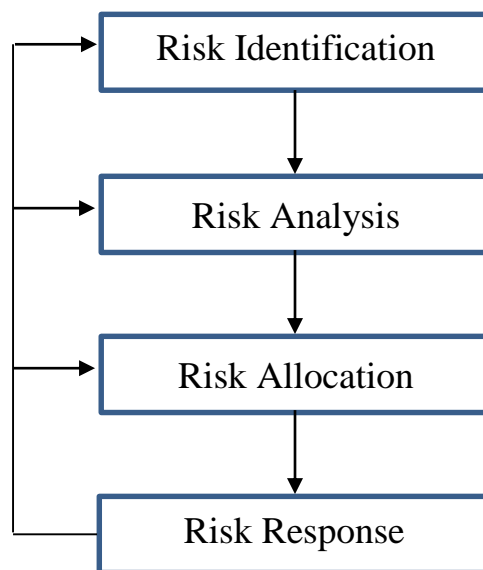 Risk Identification
Risk Analysis
Risk Allocation
Risk Response